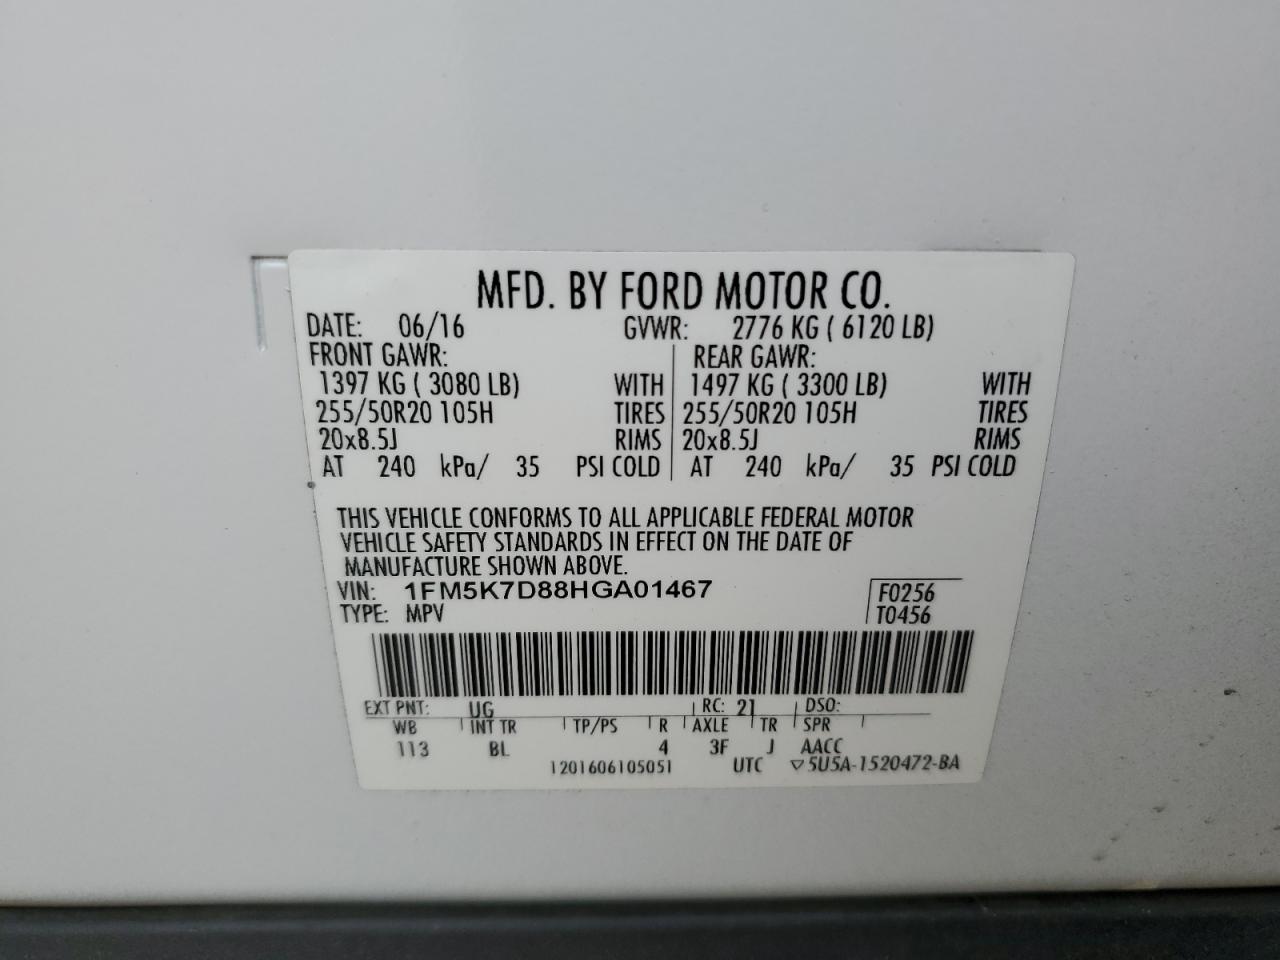 MFD. BY FORD MOTOR CO.
DATE: 06/16 GVWR: 2776 KG ( 6120 LB)
FRONT GAWR: REAR GAWR:
1397 KG ( 3080 LB) WITH 1497 KG ( 3300 LB) WITH
255/50R20 105H TIRES 255/50R20 105H TIRES
20x8.5J RIMS 20x8.5J RIMS
AT 240 kPa/ 35 PSI COLD AT 240 kPa/ 35 PSI COLD
THIS VEHICLE CONFORMS TO ALL APPLICABLE FEDERAL MOTOR
VEHICLE SAFETY STANDARDS IN EFFECT ON THE DATE OF
MANUFACTURE SHOWN ABOVE.
VIN: 1FM5K7D88HGA01467 F0256
TYPE: MPV T0456
EXT PNT: UG RC: 21 DSO:
WB INT TR TP/PS R AXLE TR SPR
113 BL 4 3F J AACC
1201606105051 UTC ▽5U5A-1520472-BA